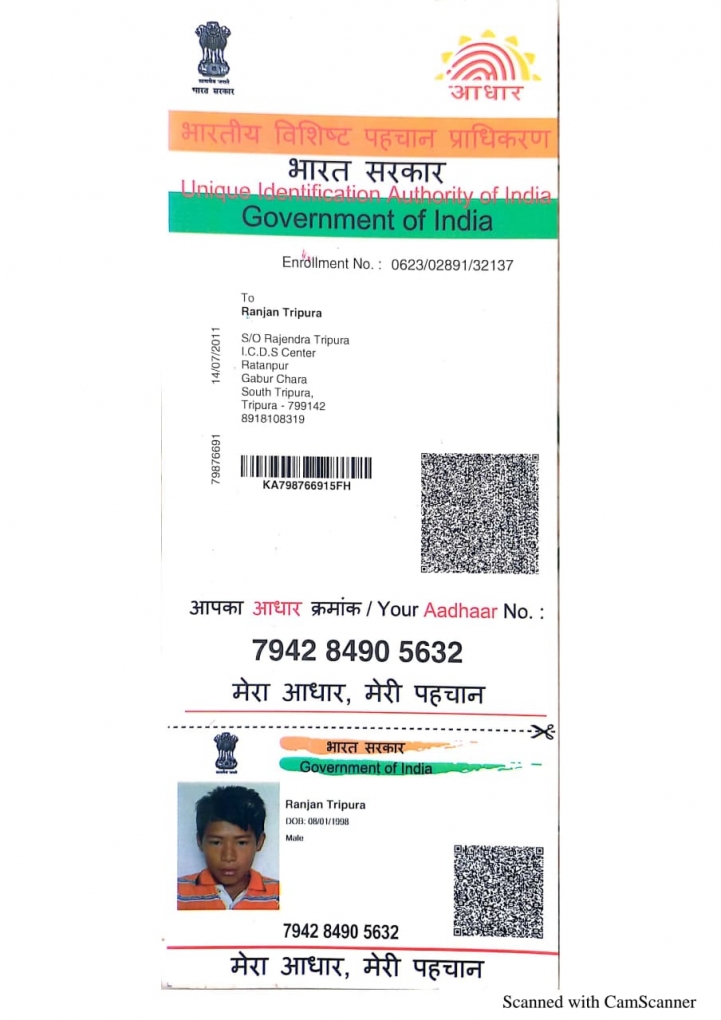 सत्यमेव जयते
भारत सरकार
आधार
भारतीय विशिष्ट पहचान प्राधिकरण
भारत सरकार
Unique Identification Authority of India
Government of India
Enrollment No. : 0623/02891/32137
To
Ranjan Tripura
S/O Rajendra Tripura
I.C.D.S Center
Ratanpur
Gabur Chara
South Tripura,
Tripura - 799142
8918108319
14/07/2011
79876691
KA798766915FH
आपका आधार क्रमांक / Your Aadhaar No. :
7942 8490 5632
मेरा आधार, मेरी पहचान
भारत सरकार
Government of India
Ranjan Tripura
DOB: 08/01/1998
Male
7942 8490 5632
मेरा आधार, मेरी पहचान
Scanned with CamScanner